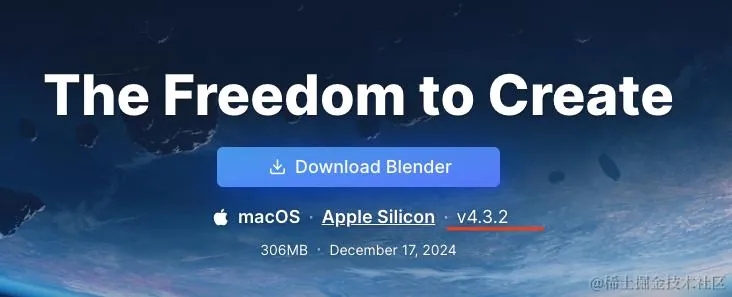 The Freedom to Create
Download Blender
macOS · Apple Silicon · v4.3.2
306MB · December 17, 2024
@稀土掘金技术社区